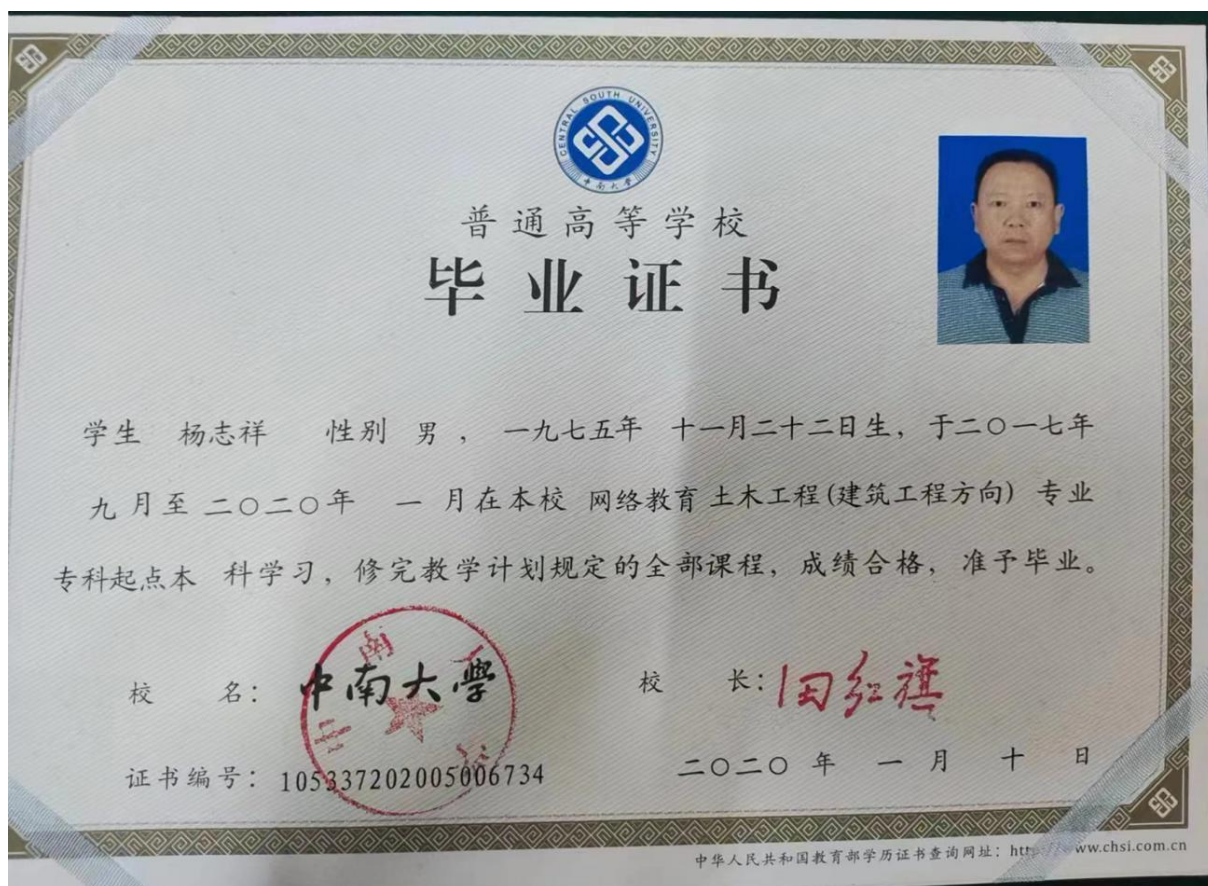 CENTRAL SOUTH UNIVERSITY
中南大学
普通高等学校
毕业证书
学生 杨志祥 性别 男 ， 一九七五年 十一月二十二日生，于二〇一七年
九月至 二〇二〇年 一 月在本校 网络教育 土木工程(建筑工程方向) 专业
专科起点本 科学习，修完教学计划规定的全部课程，成绩合格，准予毕业。
校 名：中南大學 校 长：田红旗
证书编号：105337202005006734 二〇二〇 年 一 月 十 日
中华人民共和国教育部学历证书查询网址：http://www.chsi.com.cn